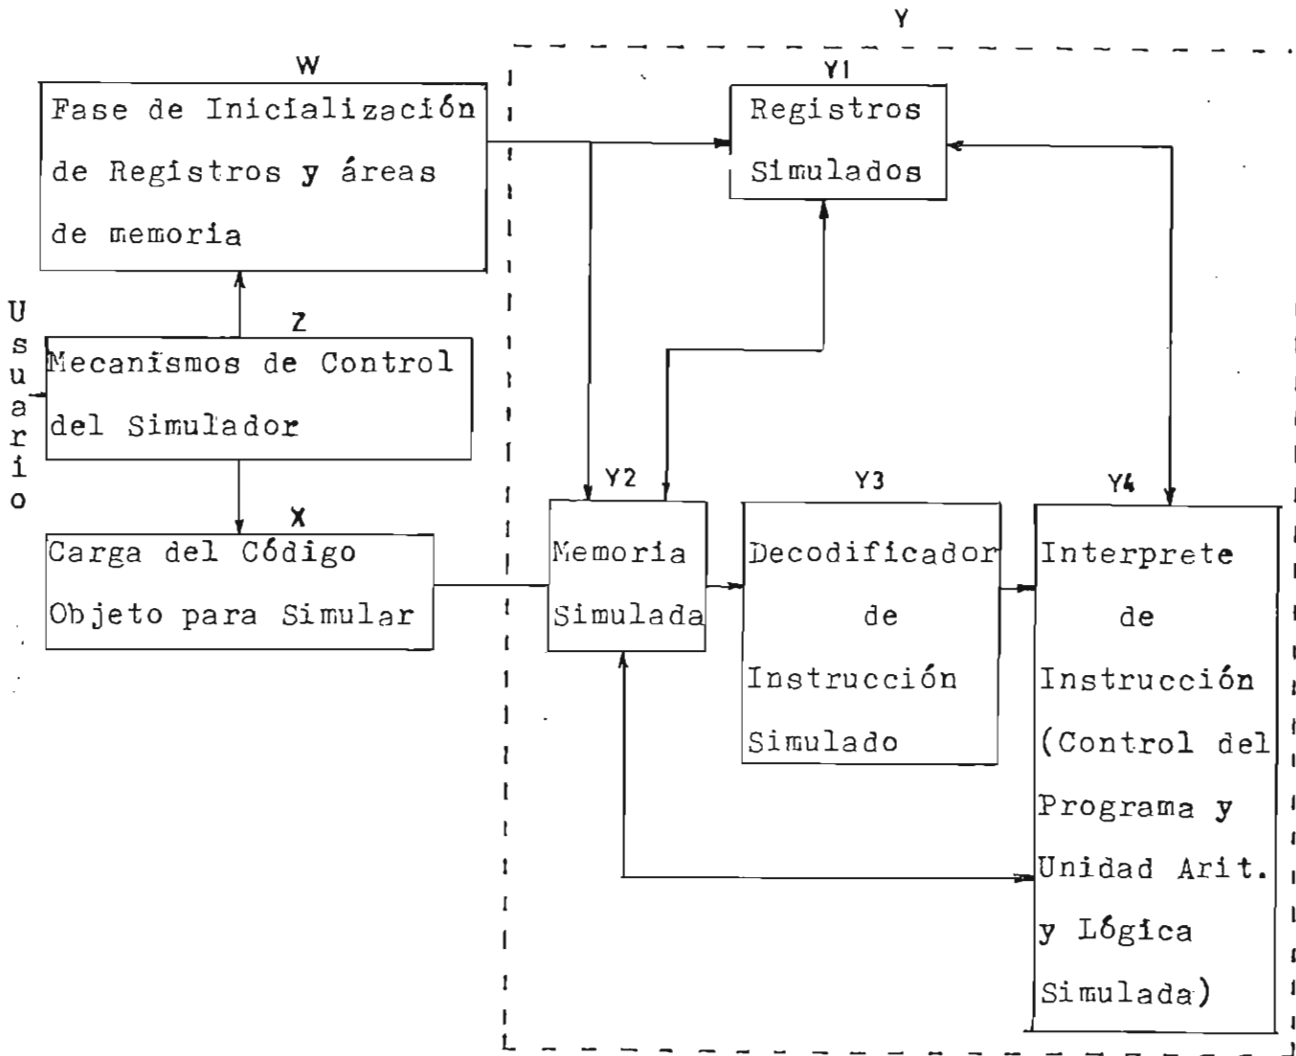 Y
W
Fase de Inicialización
de Registros y áreas
de memoria
Y1
Registros
Simulados
Usuario
Z
Mecanismos de Control
del Simulador
X
Carga del Código
Objeto para Simular
Y2
Memoria
Simulada
Y3
Decodificador
de
Instrucción
Simulado
Y4
Interprete
de
Instrucción
(Control del
Programa y
Unidad Arit.
y Lógica
Simulada)